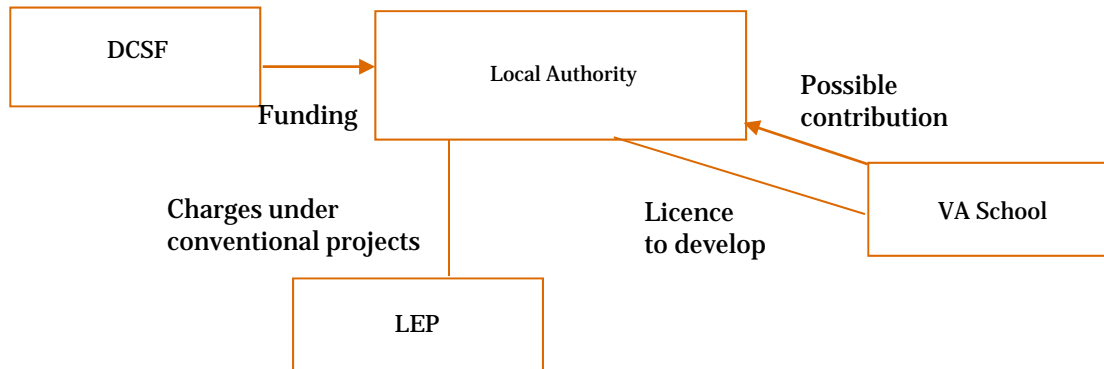 DCSF
Local Authority
Funding
Possible
contribution
Charges under
conventional projects
Licence
to develop
VA School
LEP